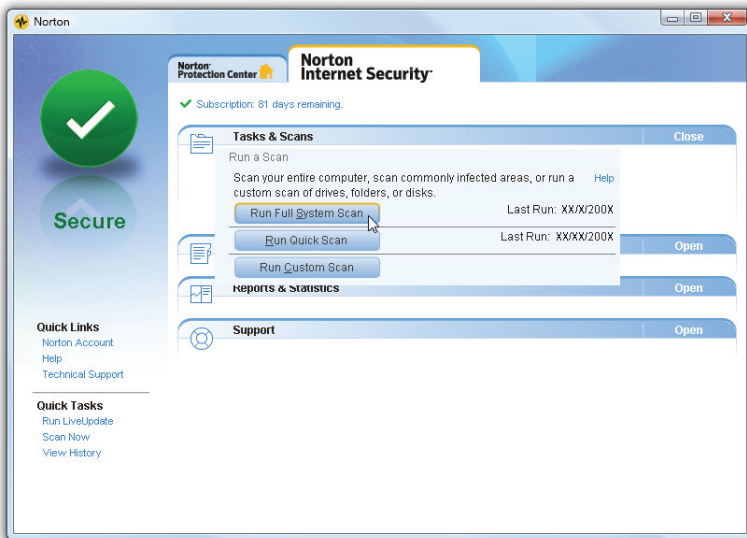 Norton
Norton
Protection Center
Norton
Internet Security
Subscription: 81 days remaining.
Tasks & Scans
Close
Run a Scan
Scan your entire computer, scan commonly infected areas, or run a
custom scan of drives, folders, or disks.
Help
Run Full System Scan
Last Run: XX/X/200X
Run Quick Scan
Last Run: XX/XX/200X
Open
Run Custom Scan
Reports & Statistics
Open
Support
Open
Secure
Quick Links
Norton Account
Help
Technical Support
Quick Tasks
Run LiveUpdate
Scan Now
View History